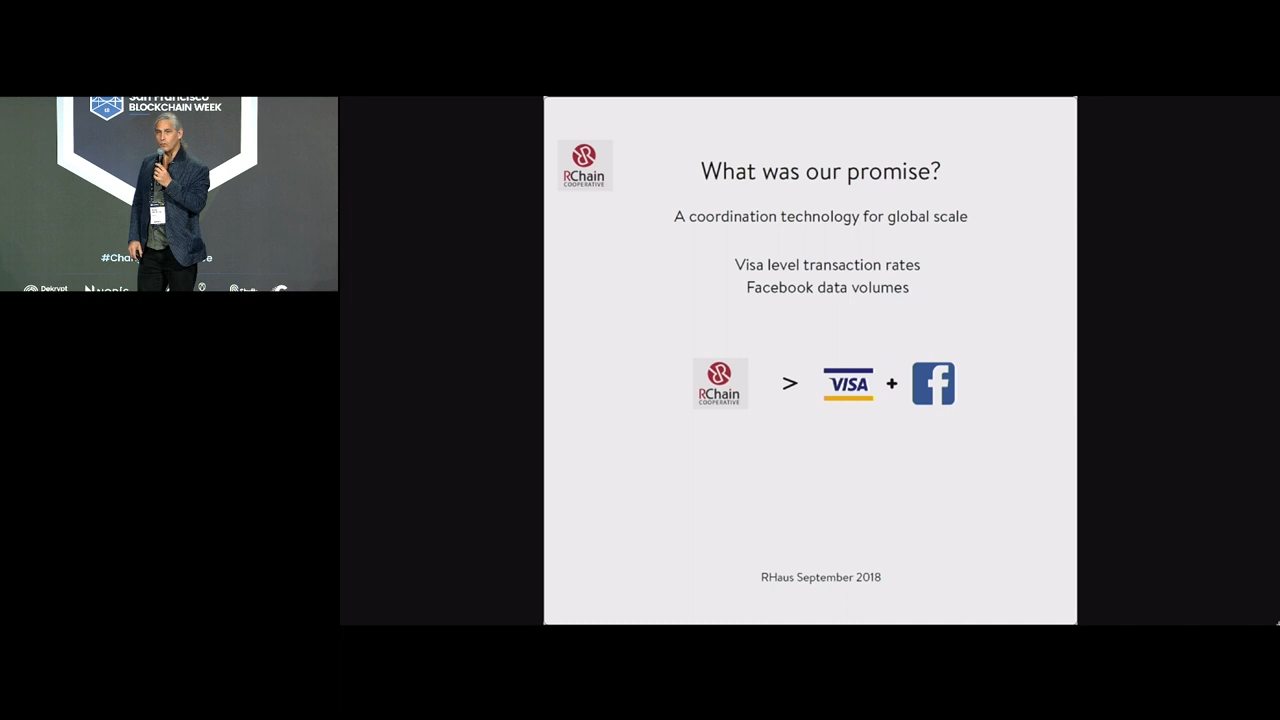 San Francisco
BLOCKCHAIN WEEK
Dekrypt
RChain
COOPERATIVE
What was our promise?
A coordination technology for global scale
Visa level transaction rates
Facebook data volumes
RChain
COOPERATIVE
>
VISA
+
f
RHaus September 2018